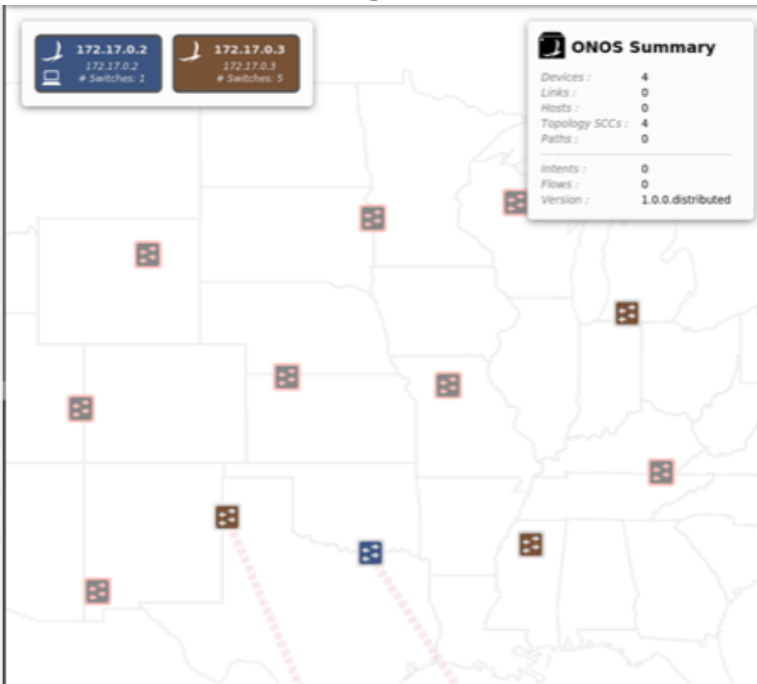 172.17.0.2
172.17.0.2
# Switches: 1
172.17.0.3
172.17.0.3
# Switches: 5
ONOS Summary
Devices : 4
Links : 0
Hosts : 0
Topology SCCs : 4
Paths : 0
Intents : 0
Flows : 0
Version : 1.0.0.distributed